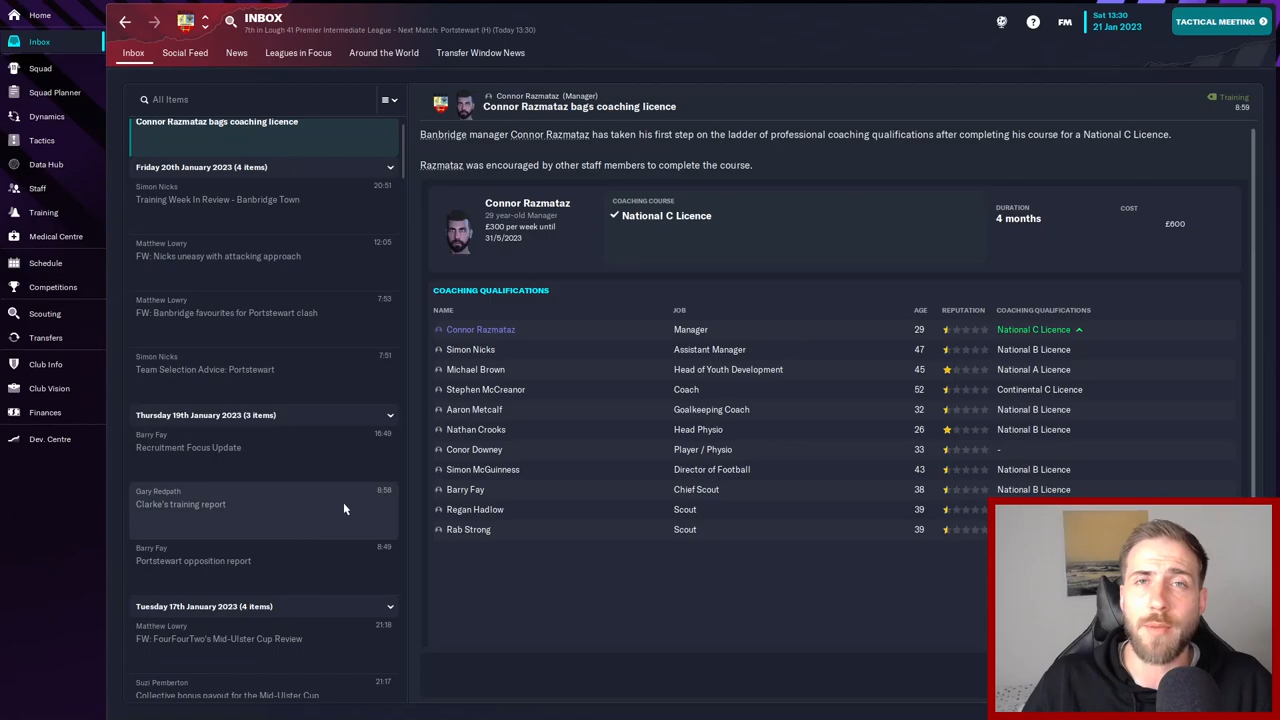 Home
Inbox
Squad
Squad Planner
Dynamics
Tactics
Data Hub
Staff
Training
Medical Centre
Schedule
Competitions
Scouting
Transfers
Club Info
Club Vision
Finances
Dev. Centre
INBOX
7th in Lough 41 Premier Intermediate League - Next Match: Portstewart (H) (Today 13:30)
? FM
Sat 13:30
21 Jan 2023
TACTICAL MEETING
Inbox Social Feed News Leagues in Focus Around the World Transfer Window News
All Items
Connor Razmataz bags coaching licence
Friday 20th January 2023 (4 items)
Simon Nicks 20:51
Training Week In Review - Banbridge Town
Matthew Lowry 12:05
FW: Nicks uneasy with attacking approach
Matthew Lowry 7:53
FW: Banbridge favourites for Portstewart clash
Simon Nicks 7:51
Team Selection Advice: Portstewart
Thursday 19th January 2023 (3 items)
Barry Fay 16:49
Recruitment Focus Update
Gary Redpath 8:58
Clarke's training report
Barry Fay 8:49
Portstewart opposition report
Tuesday 17th January 2023 (4 items)
Matthew Lowry 21:18
FW: FourFourTwo's Mid-Ulster Cup Review
Suzi Pemberton 21:17
Collective bonus payout for the Mid-Ulster Cup
Connor Razmataz (Manager)
Connor Razmataz bags coaching licence
Training
8:59
Banbridge manager Connor Razmataz has taken his first step on the ladder of professional coaching qualifications after completing his course for a National C Licence.
Razmataz was encouraged by other staff members to complete the course.
Connor Razmataz
29 year-old Manager
£300 per week until
31/5/2023
COACHING COURSE
National C Licence
DURATION
4 months
COST
£600
COACHING QUALIFICATIONS
NAME JOB AGE REPUTATION COACHING QUALIFICATIONS
Connor Razmataz Manager 29 National C Licence
Simon Nicks Assistant Manager 47 National B Licence
Michael Brown Head of Youth Development 45 National A Licence
Stephen McCreanor Coach 52 Continental C Licence
Aaron Metcalf Goalkeeping Coach 32 National B Licence
Nathan Crooks Head Physio 26 National B Licence
Conor Downey Player / Physio 33 -
Simon McGuinness Director of Football 43 National B Licence
Barry Fay Chief Scout 38 National B Licence
Regan Hadlow Scout 39
Rab Strong Scout 39